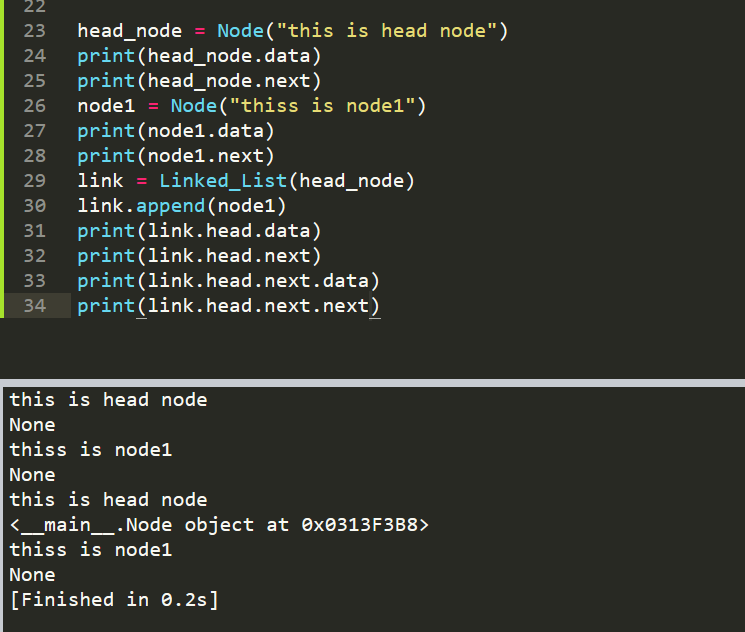 22
23 head_node = Node("this is head node")
24 print(head_node.data)
25 print(head_node.next)
26 node1 = Node("thiss is node1")
27 print(node1.data)
28 print(node1.next)
29 link = Linked_List(head_node)
30 link.append(node1)
31 print(link.head.data)
32 print(link.head.next)
33 print(link.head.next.data)
34 print(link.head.next.next)
this is head node
None
thiss is node1
None
this is head node
<__main__.Node object at 0x0313F3B8>
thiss is node1
None
[Finished in 0.2s]